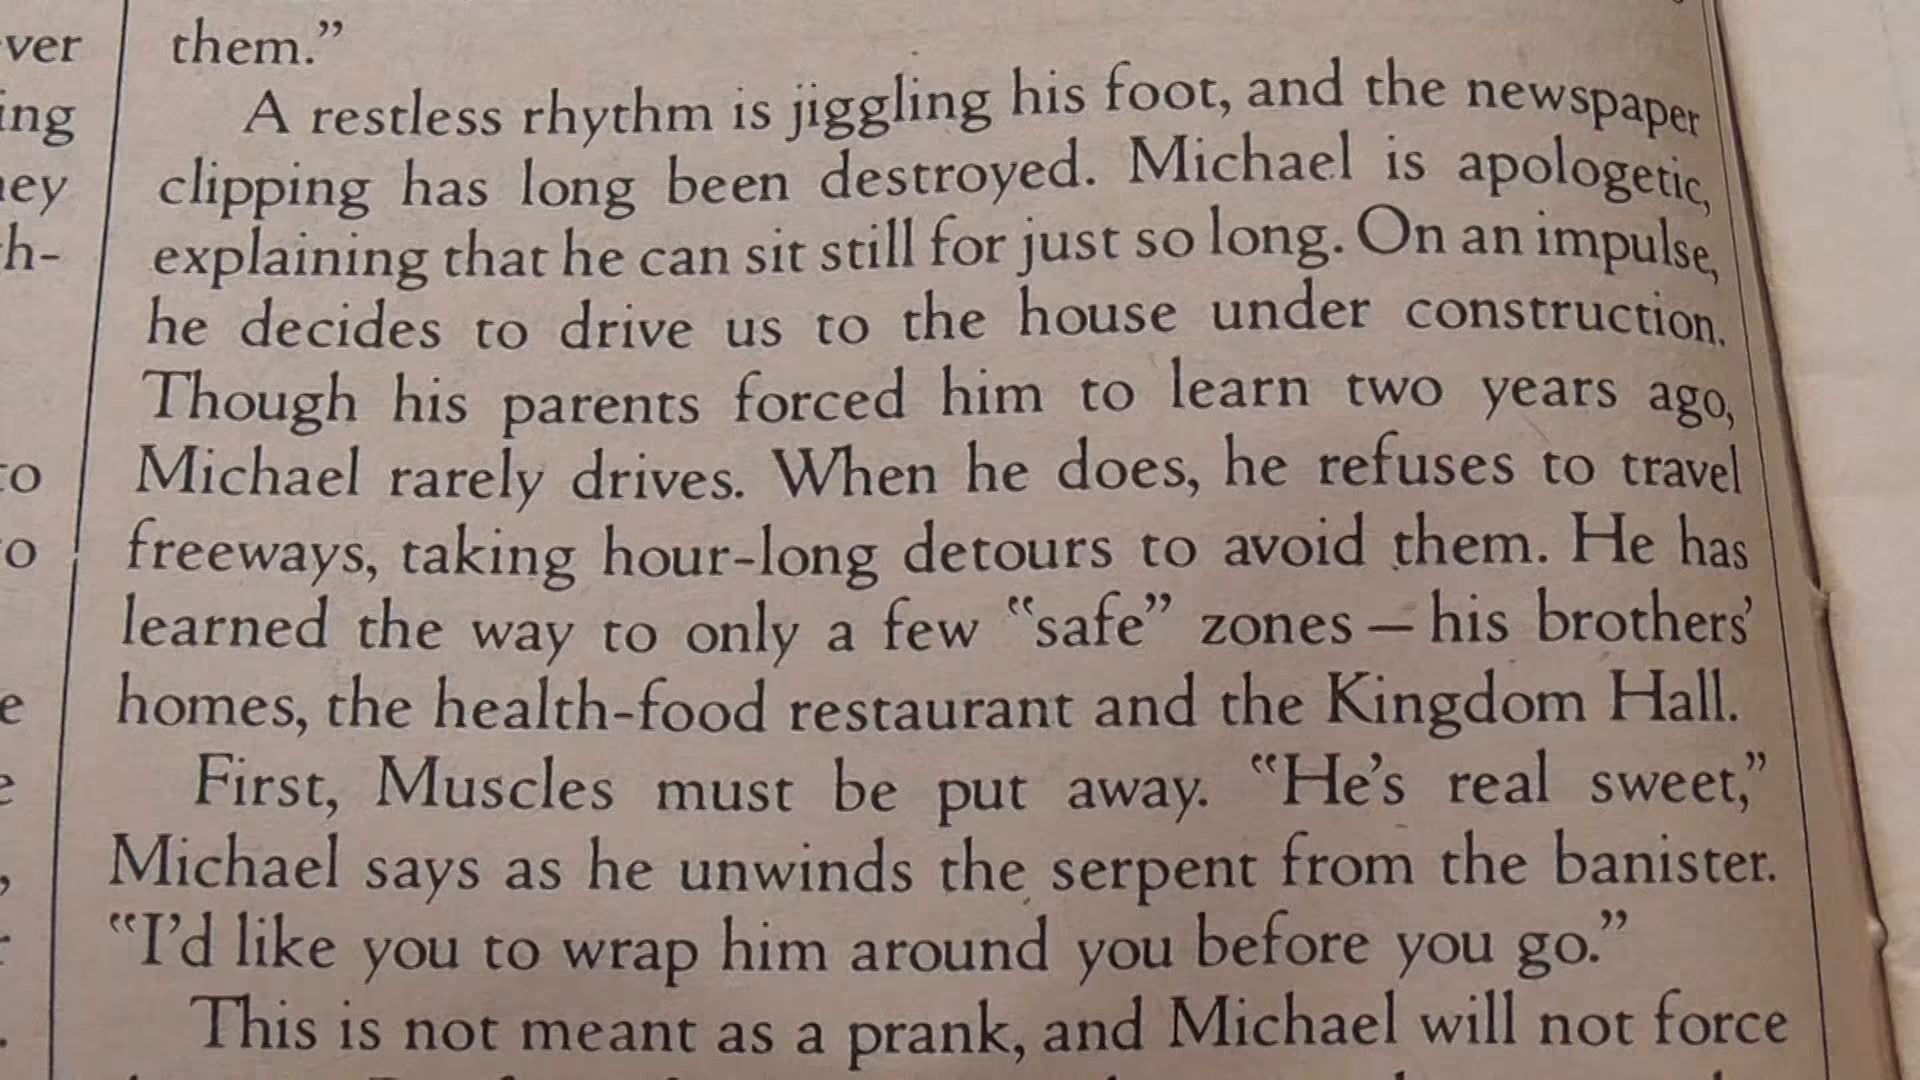 ver
ing
ey
h-
to
o
e
e
,
r
.
them.”
A restless rhythm is jiggling his foot, and the newspaper
clipping has long been destroyed. Michael is apologetic,
explaining that he can sit still for just so long. On an impulse,
he decides to drive us to the house under construction.
Though his parents forced him to learn two years ago,
Michael rarely drives. When he does, he refuses to travel
freeways, taking hour-long detours to avoid them. He has
learned the way to only a few “safe” zones — his brothers’
homes, the health-food restaurant and the Kingdom Hall.
First, Muscles must be put away. “He’s real sweet,”
Michael says as he unwinds the serpent from the banister.
“I’d like you to wrap him around you before you go.”
This is not meant as a prank, and Michael will not force